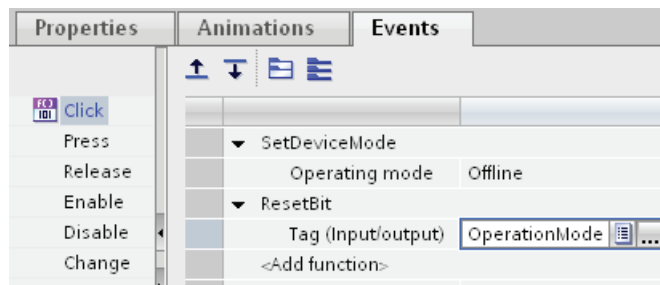 Properties Animations Events
Click
Press
Release
Enable
Disable
Change
SetDeviceMode
Operating mode Offline
ResetBit
Tag (Input/output) OperationMode ...
<Add function>